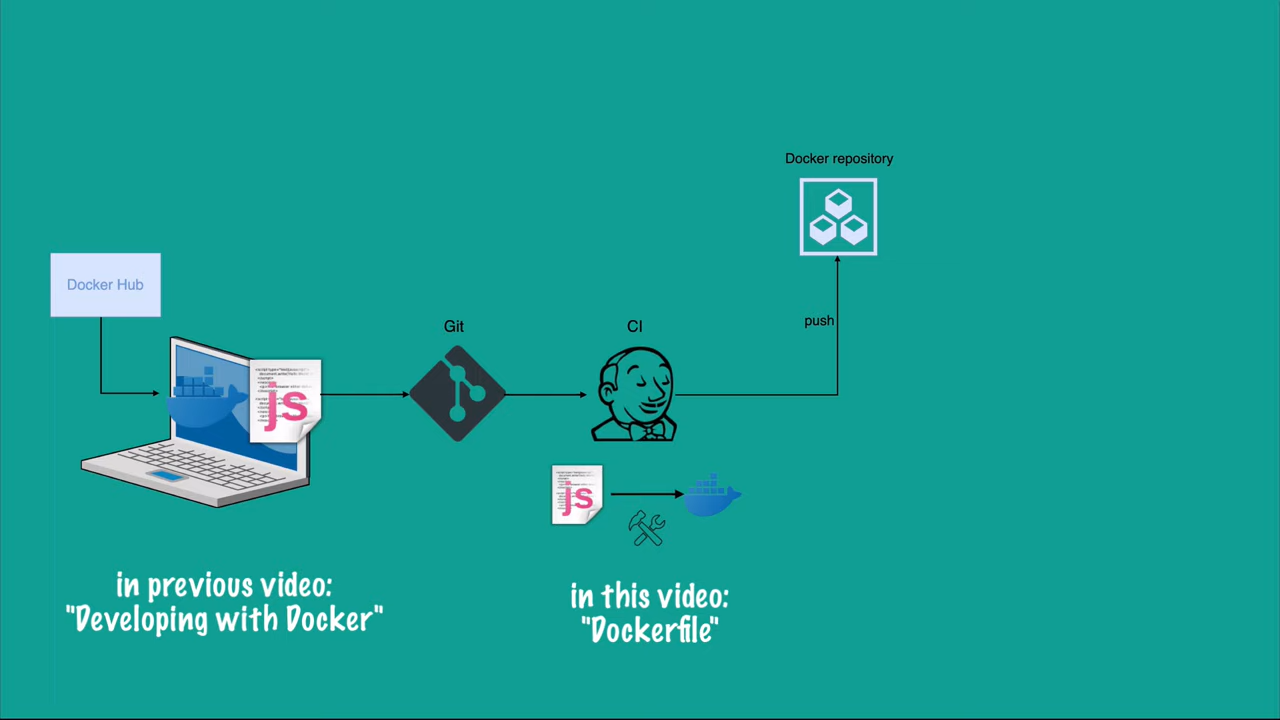 Docker repository
Docker Hub
push
Git
CI
js
js
in previous video:
"Developing with Docker"
in this video:
"Dockerfile"